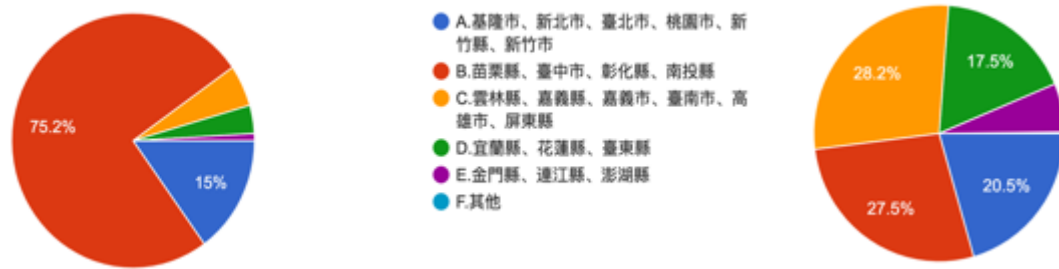 75.2%
15%
A.基隆市、新北市、臺北市、桃園市、新
竹縣、新竹市
B.苗栗縣、臺中市、彰化縣、南投縣
C.雲林縣、嘉義縣、嘉義市、臺南市、高
雄市、屏東縣
D.宜蘭縣、花蓮縣、臺東縣
E.金門縣、連江縣、澎湖縣
F.其他
28.2%
17.5%
27.5%
20.5%